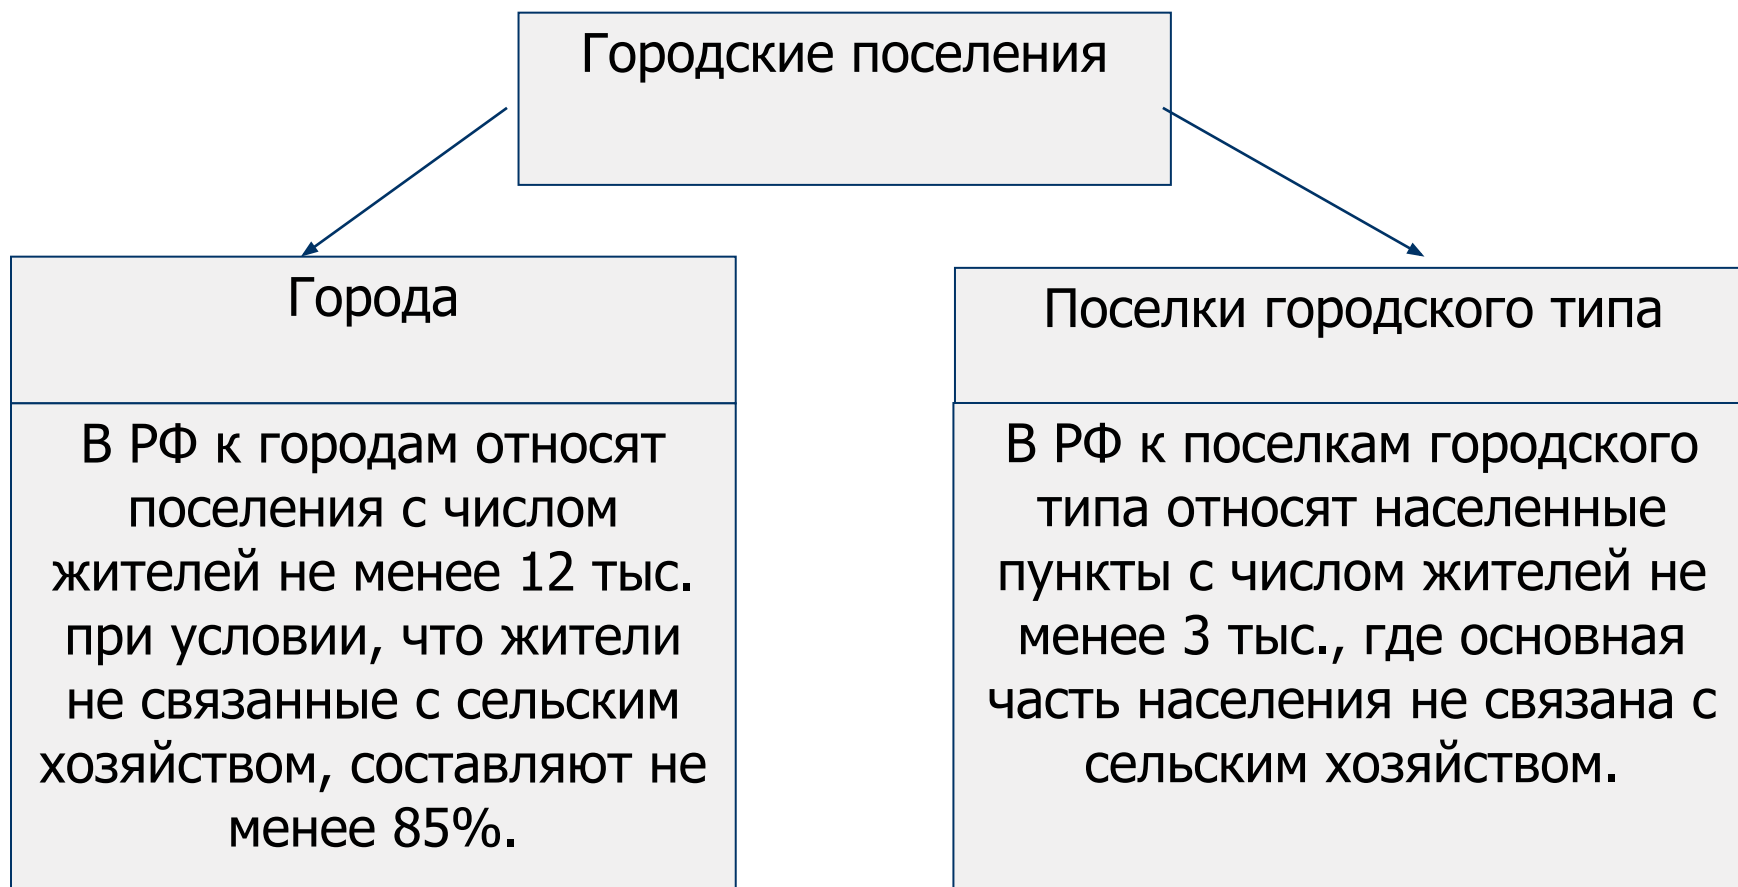 Городские поселения
Города
Поселки городского типа
В РФ к городам относят
поселения с числом
жителей не менее 12 тыс.
при условии, что жители
не связанные с сельским
хозяйством, составляют не
менее 85%.
В РФ к поселкам городского
типа относят населенные
пункты с числом жителей не
менее 3 тыс., где основная
часть населения не связана с
сельским хозяйством.